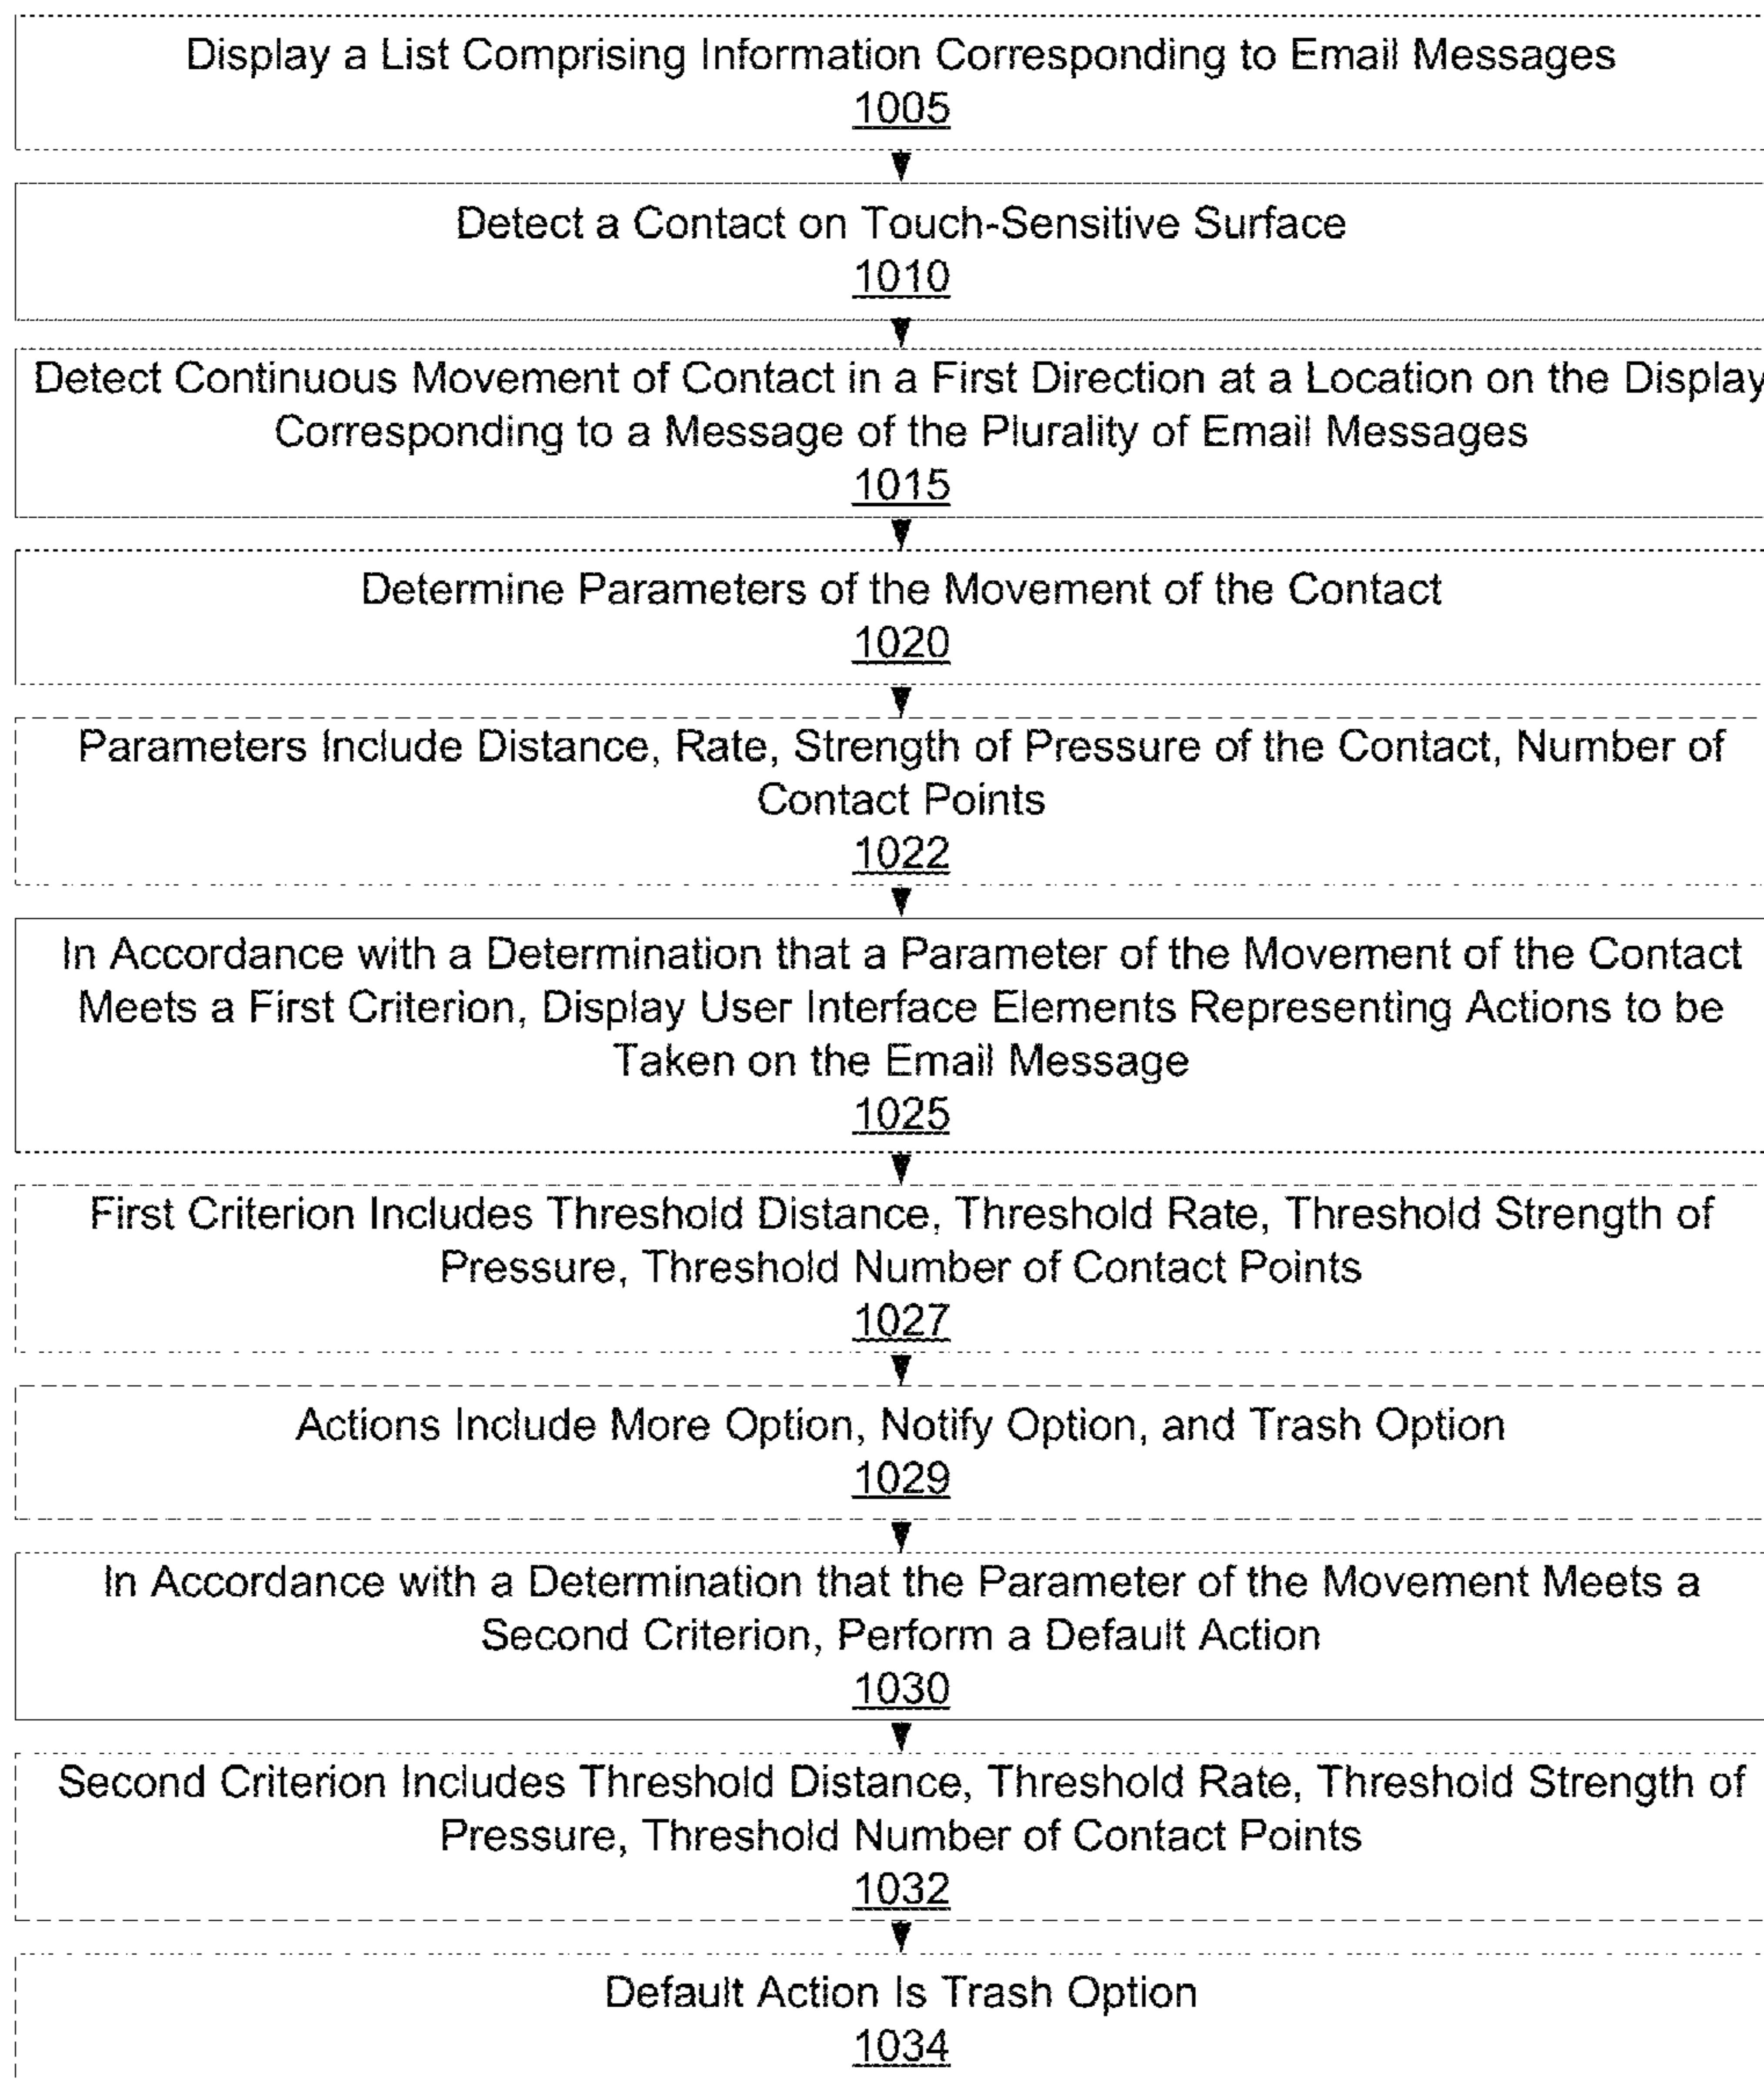 Display a List Comprising Information Corresponding to Email Messages
1005
Detect a Contact on Touch-Sensitive Surface
1010
Detect Continuous Movement of Contact in a First Direction at a Location on the Display
Corresponding to a Message of the Plurality of Email Messages
1015
Determine Parameters of the Movement of the Contact
1020
Parameters Include Distance, Rate, Strength of Pressure of the Contact, Number of
Contact Points
1022
In Accordance with a Determination that a Parameter of the Movement of the Contact
Meets a First Criterion, Display User Interface Elements Representing Actions to be
Taken on the Email Message
1025
First Criterion Includes Threshold Distance, Threshold Rate, Threshold Strength of
Pressure, Threshold Number of Contact Points
1027
Actions Include More Option, Notify Option, and Trash Option
1029
In Accordance with a Determination that the Parameter of the Movement Meets a
Second Criterion, Perform a Default Action
1030
Second Criterion Includes Threshold Distance, Threshold Rate, Threshold Strength of
Pressure, Threshold Number of Contact Points
1032
Default Action Is Trash Option
1034